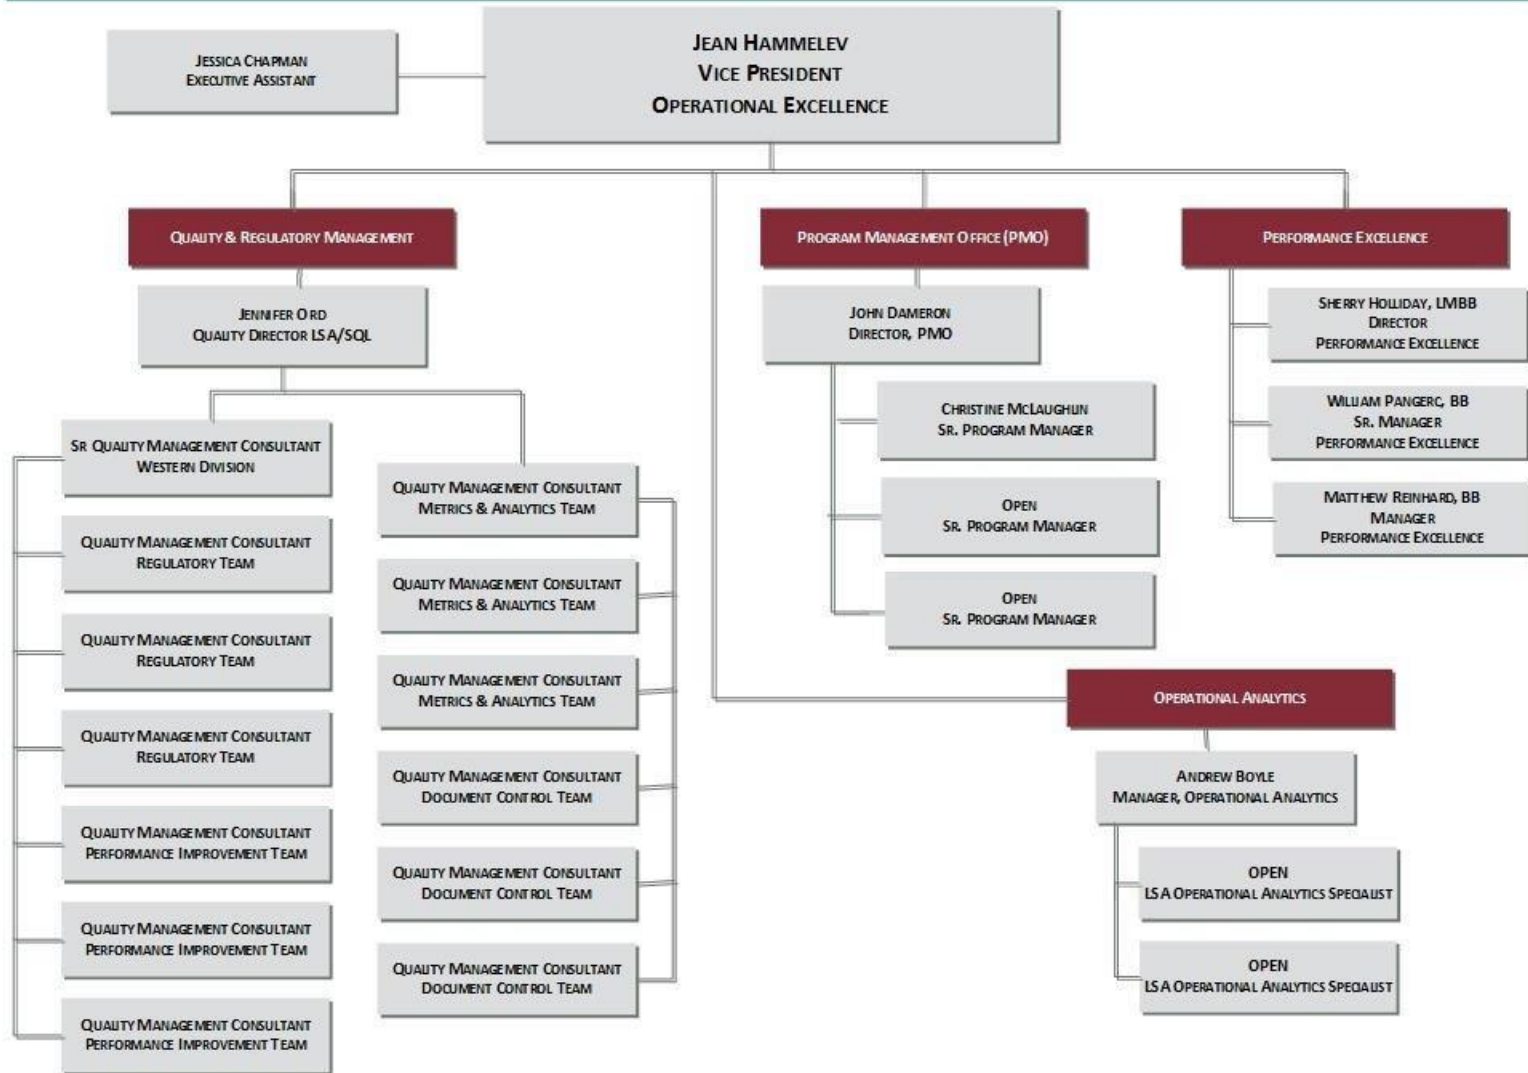 JESSICA CHAPMAN
EXECUTIVE ASSISTANT
JEAN HAMMELEV
VICE PRESIDENT
OPERATIONAL EXCELLENCE
QUALITY & REGULATORY MANAGEMENT
JENNIFER ORD
QUALITY DIRECTOR LSA/SQL
SR QUALITY MANAGEMENT CONSULTANT
WESTERN DIVISION
QUALITY MANAGEMENT CONSULTANT
REGULATORY TEAM
QUALITY MANAGEMENT CONSULTANT
REGULATORY TEAM
QUALITY MANAGEMENT CONSULTANT
REGULATORY TEAM
QUALITY MANAGEMENT CONSULTANT
PERFORMANCE IMPROVEMENT TEAM
QUALITY MANAGEMENT CONSULTANT
PERFORMANCE IMPROVEMENT TEAM
QUALITY MANAGEMENT CONSULTANT
PERFORMANCE IMPROVEMENT TEAM
QUALITY MANAGEMENT CONSULTANT
METRICS & ANALYTICS TEAM
QUALITY MANAGEMENT CONSULTANT
METRICS & ANALYTICS TEAM
QUALITY MANAGEMENT CONSULTANT
METRICS & ANALYTICS TEAM
QUALITY MANAGEMENT CONSULTANT
DOCUMENT CONTROL TEAM
QUALITY MANAGEMENT CONSULTANT
DOCUMENT CONTROL TEAM
QUALITY MANAGEMENT CONSULTANT
DOCUMENT CONTROL TEAM
PROGRAM MANAGEMENT OFFICE (PMO)
JOHN DAMERON
DIRECTOR, PMO
CHRISTINE MCLAUGHLIN
SR. PROGRAM MANAGER
OPEN
SR. PROGRAM MANAGER
OPEN
SR. PROGRAM MANAGER
PERFORMANCE EXCELLENCE
SHERRY HOLLIDAY, LMBB
DIRECTOR
PERFORMANCE EXCELLENCE
WILLIAM PANGERC, BB
SR. MANAGER
PERFORMANCE EXCELLENCE
MATTHEW REINHARD, BB
MANAGER
PERFORMANCE EXCELLENCE
OPERATIONAL ANALYTICS
ANDREW BOYLE
MANAGER, OPERATIONAL ANALYTICS
OPEN
LSA OPERATIONAL ANALYTICS SPECIALIST
OPEN
LSA OPERATIONAL ANALYTICS SPECIALIST